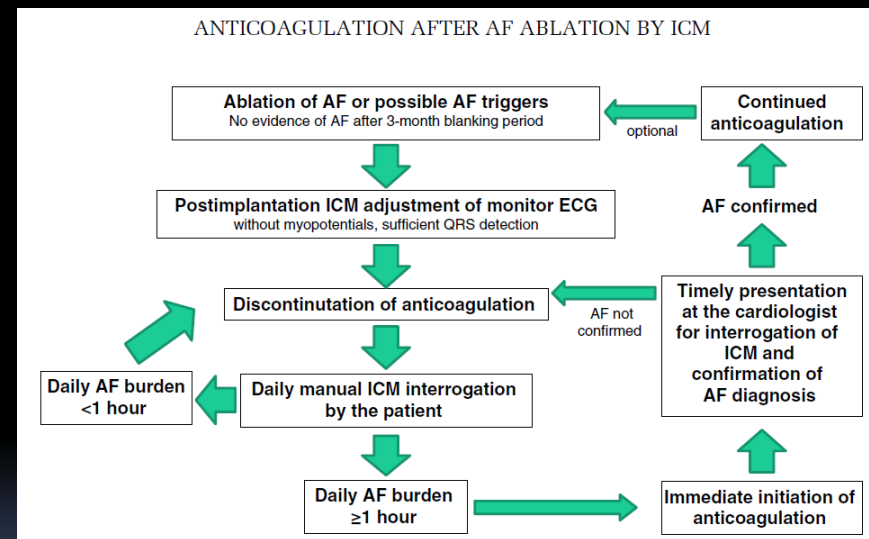 ANTICOAGULATION AFTER AF ABLATION BY ICM
Ablation of AF or possible AF triggers
No evidence of AF after 3-month blanking period
optional
Continued
anticoagulation
Postimplantation ICM adjustment of monitor ECG
without myopotentials, sufficient QRS detection
AF confirmed
Discontinutation of anticoagulation
AF not
confirmed
Timely presentation
at the cardiologist
for interrogation of
ICM and
confirmation of
AF diagnosis
Daily AF burden
<1 hour
Daily manual ICM interrogation
by the patient
Daily AF burden
≥1 hour
Immediate initiation of
anticoagulation